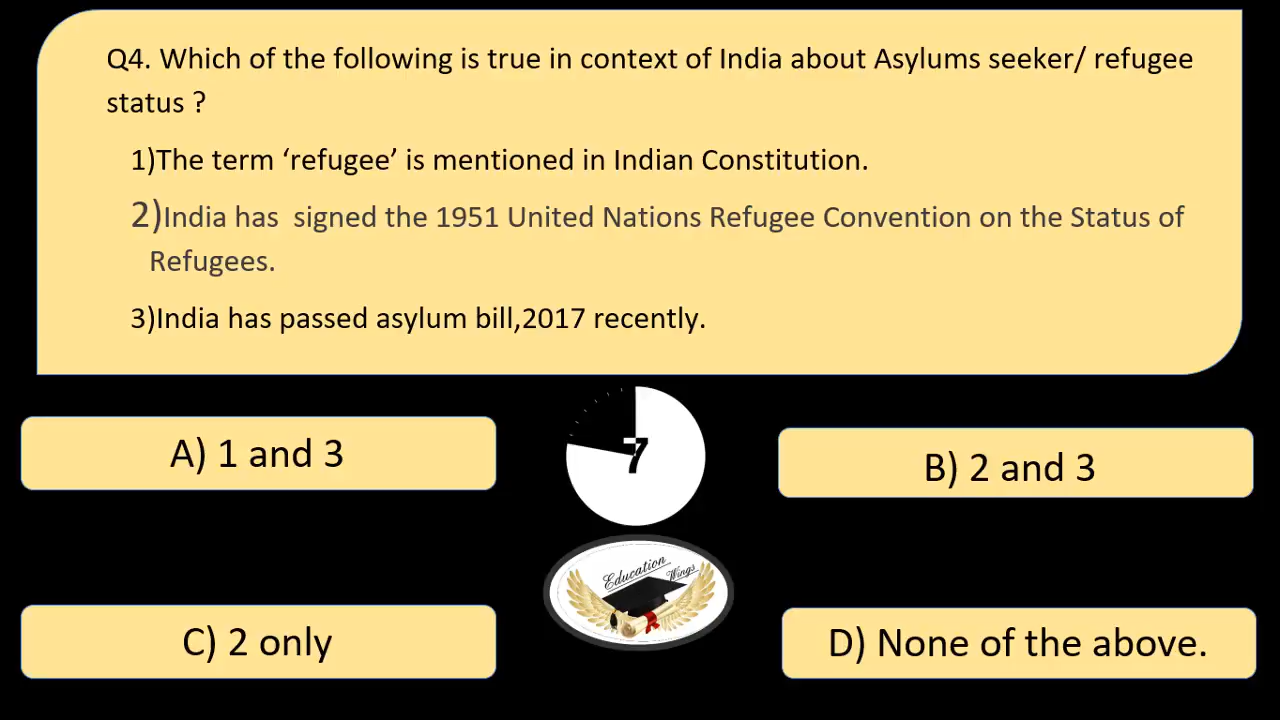 Q4. Which of the following is true in context of India about Asylums seeker/ refugee
status ?
1)The term ‘refugee’ is mentioned in Indian Constitution.
2)India has  signed the 1951 United Nations Refugee Convention on the Status of
Refugees.
3)India has passed asylum bill,2017 recently.
A) 1 and 3
7
B) 2 and 3
Education
Wings
C) 2 only
D) None of the above.